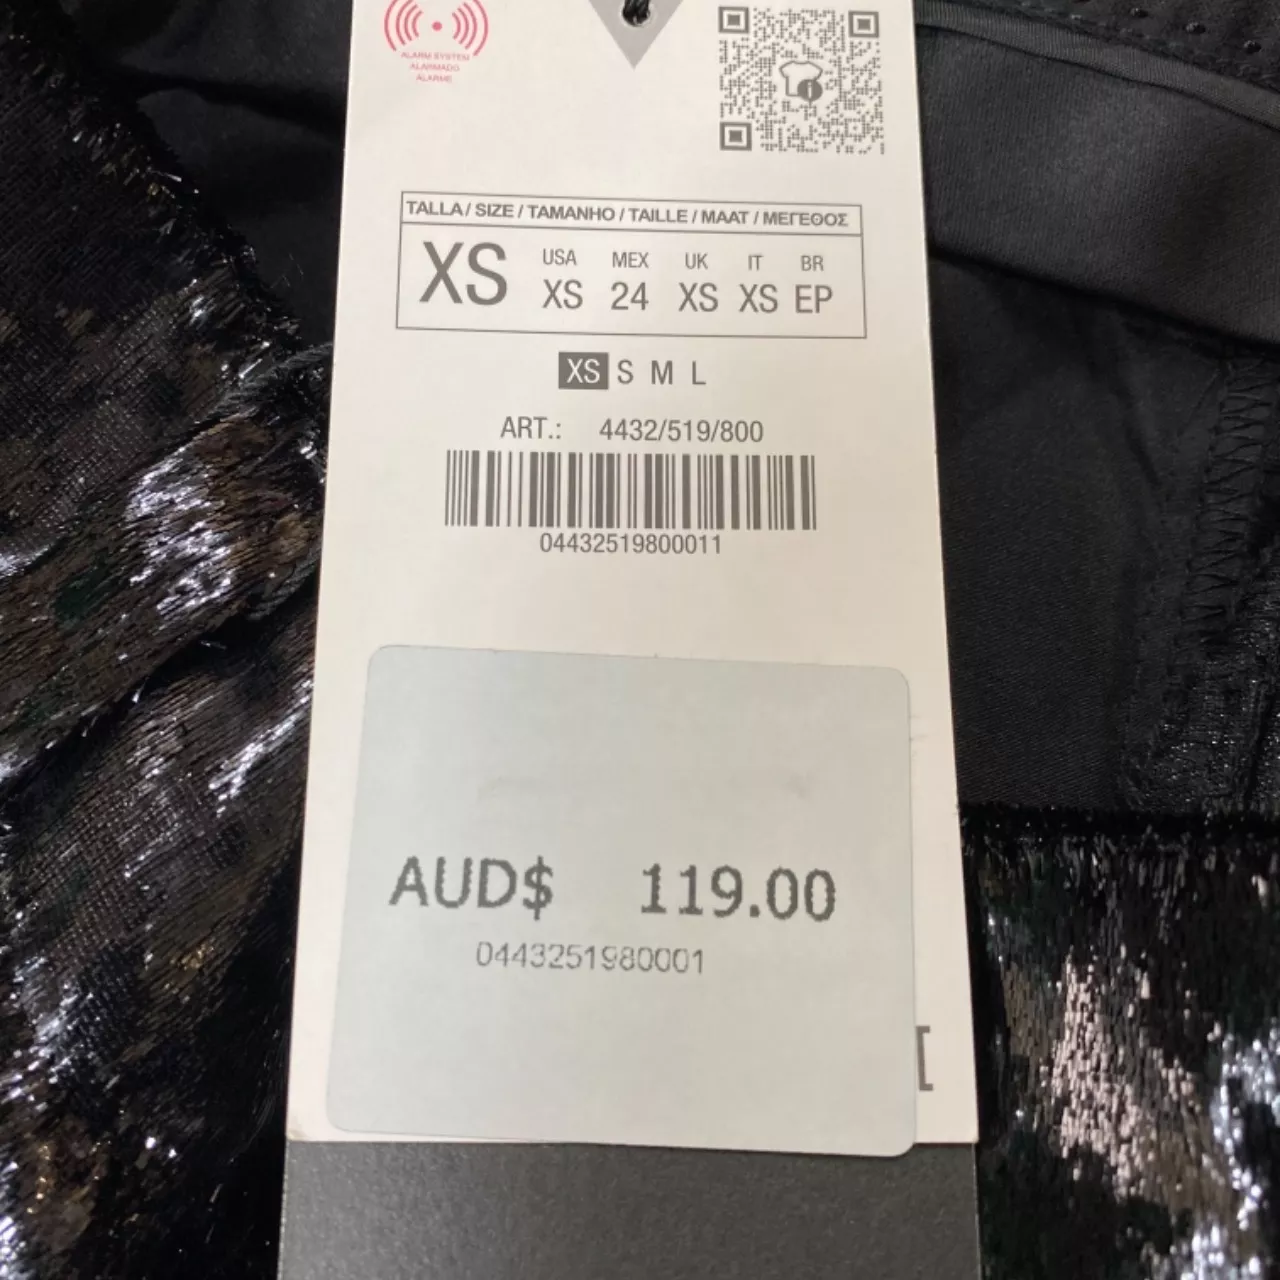 ALARM SYSTEM
ALARMADO
ALARME
TALLA / SIZE / TAMANHO / TAILLE / MAAT / ΜΕΓΕΘΟΣ
XS
USA MEX UK IT BR
XS 24 XS XS EP
XS S M L
ART.: 4432/519/800
04432519800011
AUD$ 119.00
0443251980001